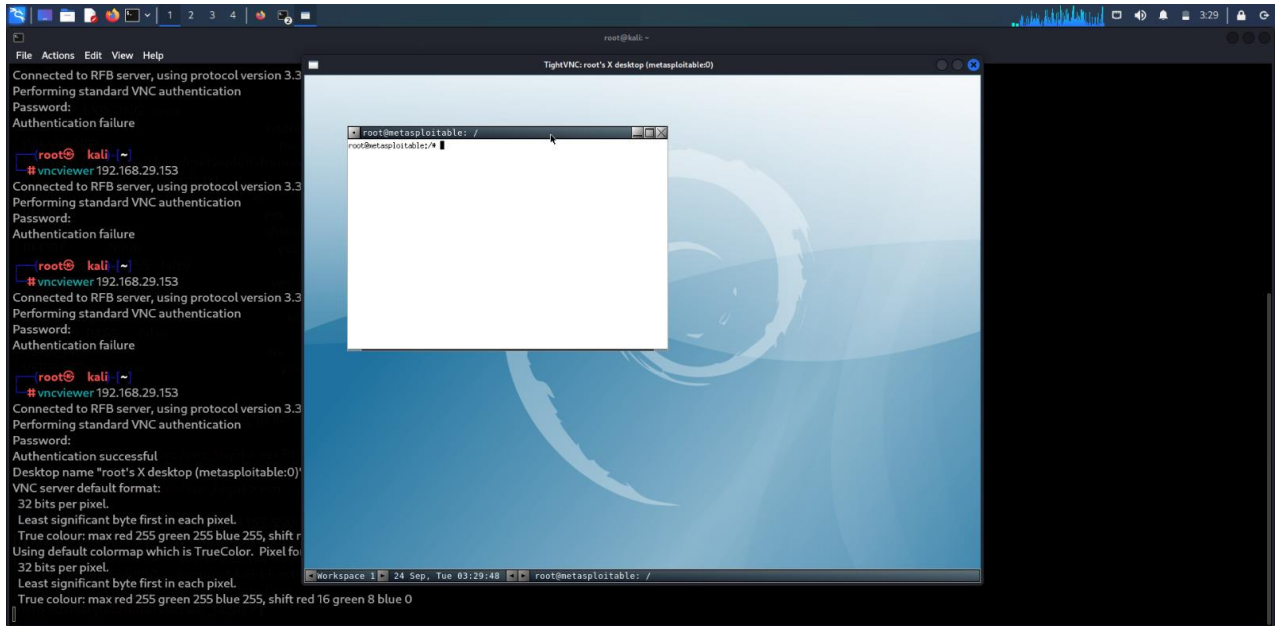 1 2 3 4
3:29
root@kali: ~
File Actions Edit View Help
Connected to RFB server, using protocol version 3.3
Performing standard VNC authentication
Password:
Authentication failure
(root㉿ kali)-[~]
# vncviewer 192.168.29.153
Connected to RFB server, using protocol version 3.3
Performing standard VNC authentication
Password:
Authentication failure
(root㉿ kali)-[~]
# vncviewer 192.168.29.153
Connected to RFB server, using protocol version 3.3
Performing standard VNC authentication
Password:
Authentication failure
(root㉿ kali)-[~]
# vncviewer 192.168.29.153
Connected to RFB server, using protocol version 3.3
Performing standard VNC authentication
Password:
Authentication successful
Desktop name "root's X desktop (metasploitable:0)"
VNC server default format:
32 bits per pixel.
Least significant byte first in each pixel.
True colour: max red 255 green 255 blue 255, shift r
Using default colormap which is TrueColor. Pixel fo
32 bits per pixel.
Least significant byte first in each pixel.
True colour: max red 255 green 255 blue 255, shift red 16 green 8 blue 0
TightVNC: root's X desktop (metasploitable:0)
root@metasploitable: /
root@metasploitable:/#
Workspace 1 24 Sep, Tue 03:29:48 root@metasploitable: /